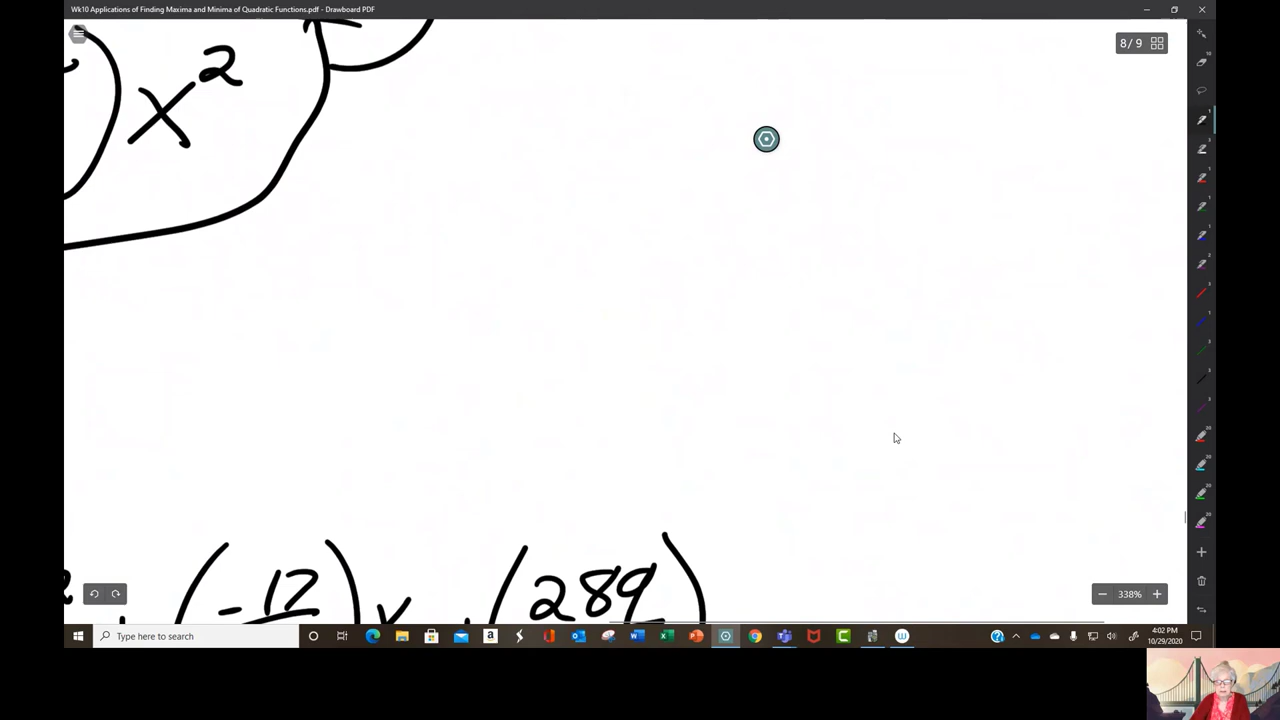 Wk10 Applications of Finding Maxima and Minima of Quadratic Functions.pdf - Drawboard PDF
8 / 9
) x^2
(-12) x (289)
338%
Type here to search
4:02 PM
10/29/2020